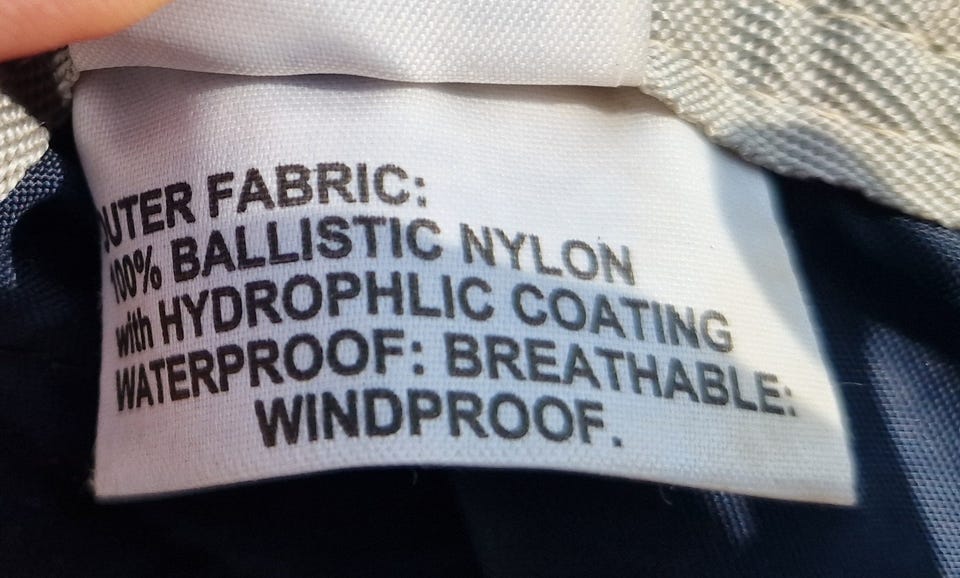 OUTER FABRIC:
100% BALLISTIC NYLON
with HYDROPHLIC COATING
WATERPROOF: BREATHABLE:
WINDPROOF.